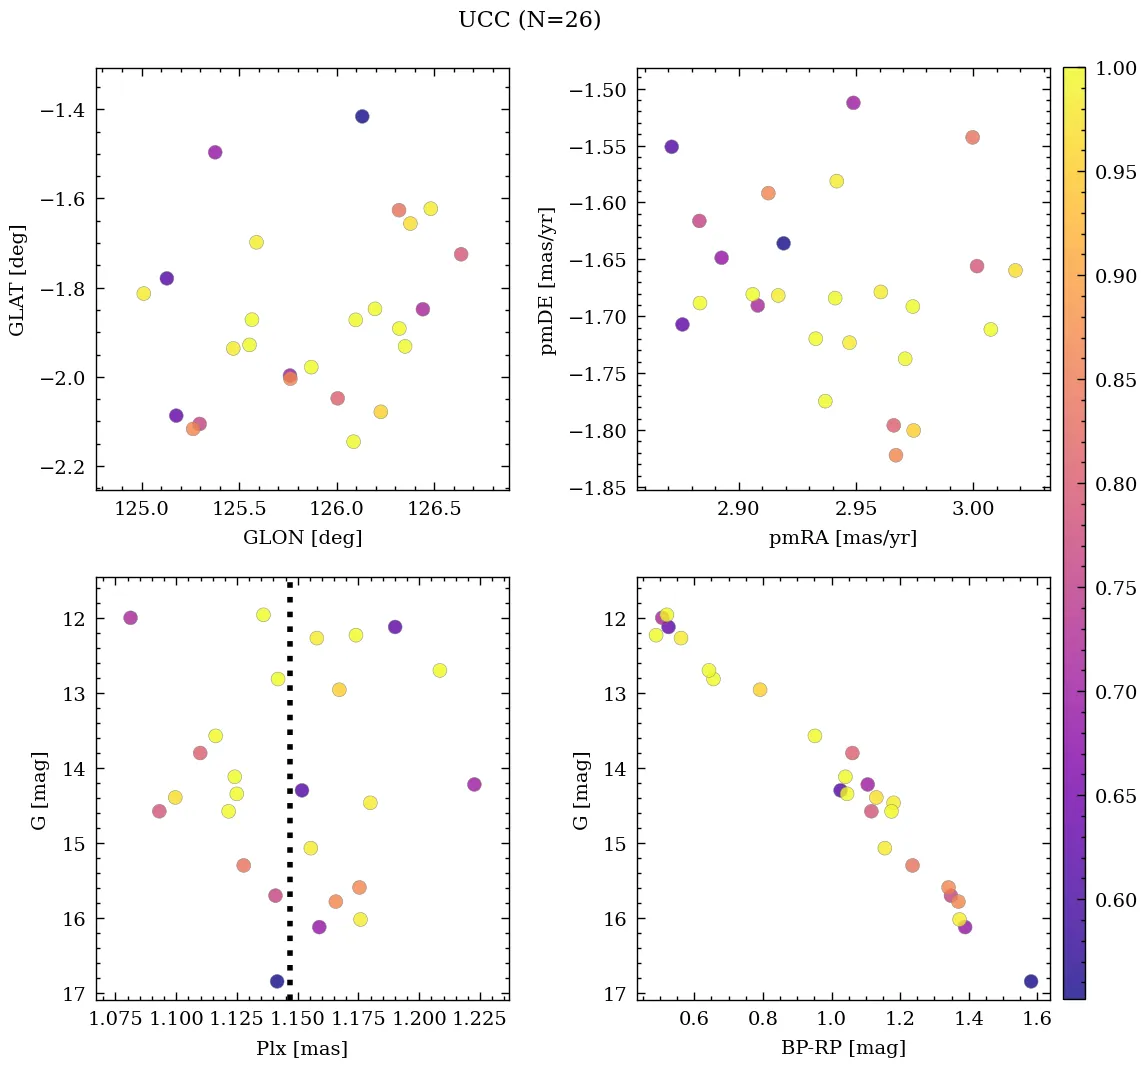 UCC (N=26)
−1.4
−1.6
−1.8
−2.0
−2.2
GLAT [deg]
125.0 125.5 126.0 126.5
GLON [deg]
−1.50
−1.55
−1.60
−1.65
−1.70
−1.75
−1.80
−1.85
pmDE [mas/yr]
2.90 2.95 3.00
pmRA [mas/yr]
12
13
14
15
16
17
G [mag]
1.075 1.100 1.125 1.150 1.175 1.200 1.225
Plx [mas]
12
13
14
15
16
17
G [mag]
0.6 0.8 1.0 1.2 1.4 1.6
BP-RP [mag]
1.00
0.95
0.90
0.85
0.80
0.75
0.70
0.65
0.60